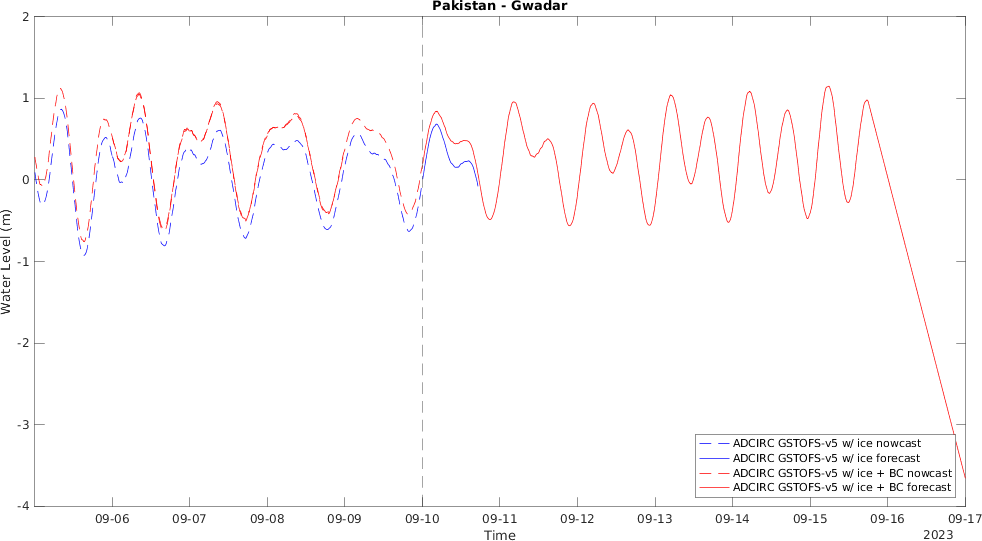 Pakistan - Gwadar
2
1
0
-1
-2
-3
-4
Water Level (m)
ADCIRC GSTOFS-v5 w/ ice nowcast
ADCIRC GSTOFS-v5 w/ ice forecast
ADCIRC GSTOFS-v5 w/ ice + BC nowcast
ADCIRC GSTOFS-v5 w/ ice + BC forecast
09-06 09-07 09-08 09-09 09-10 09-11 09-12 09-13 09-14 09-15 09-16 09-17
Time
2023